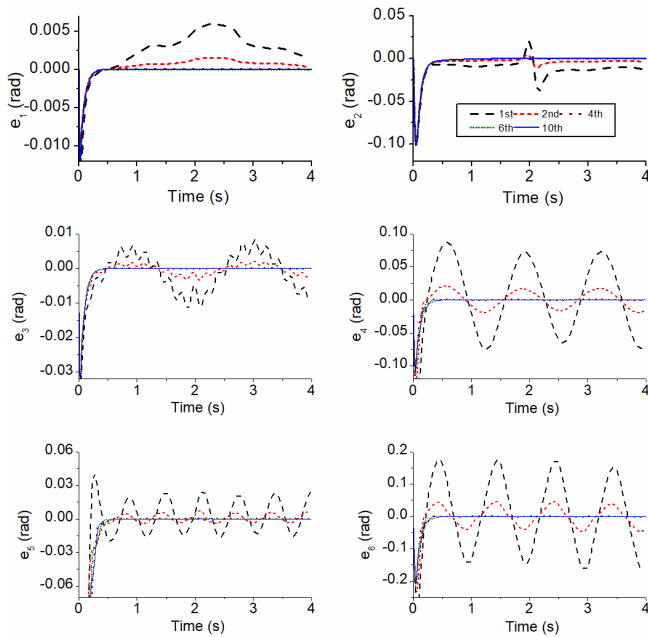 0.005
0.000
-0.005
-0.010
e1 (rad)
0 1 2 3 4
Time (s)
0.05
0.00
-0.05
-0.10
e2 (rad)
1st 2nd 4th
6th 10th
0 1 2 3 4
Time (s)
0.01
0.00
-0.01
-0.02
-0.03
e3 (rad)
0 1 2 3 4
Time (s)
0.10
0.05
0.00
-0.05
-0.10
e4 (rad)
0 1 2 3 4
Time (s)
0.06
0.03
0.00
-0.03
-0.06
e5 (rad)
0 1 2 3 4
Time (s)
0.2
0.1
0.0
-0.1
-0.2
e6 (rad)
0 1 2 3 4
Time (s)